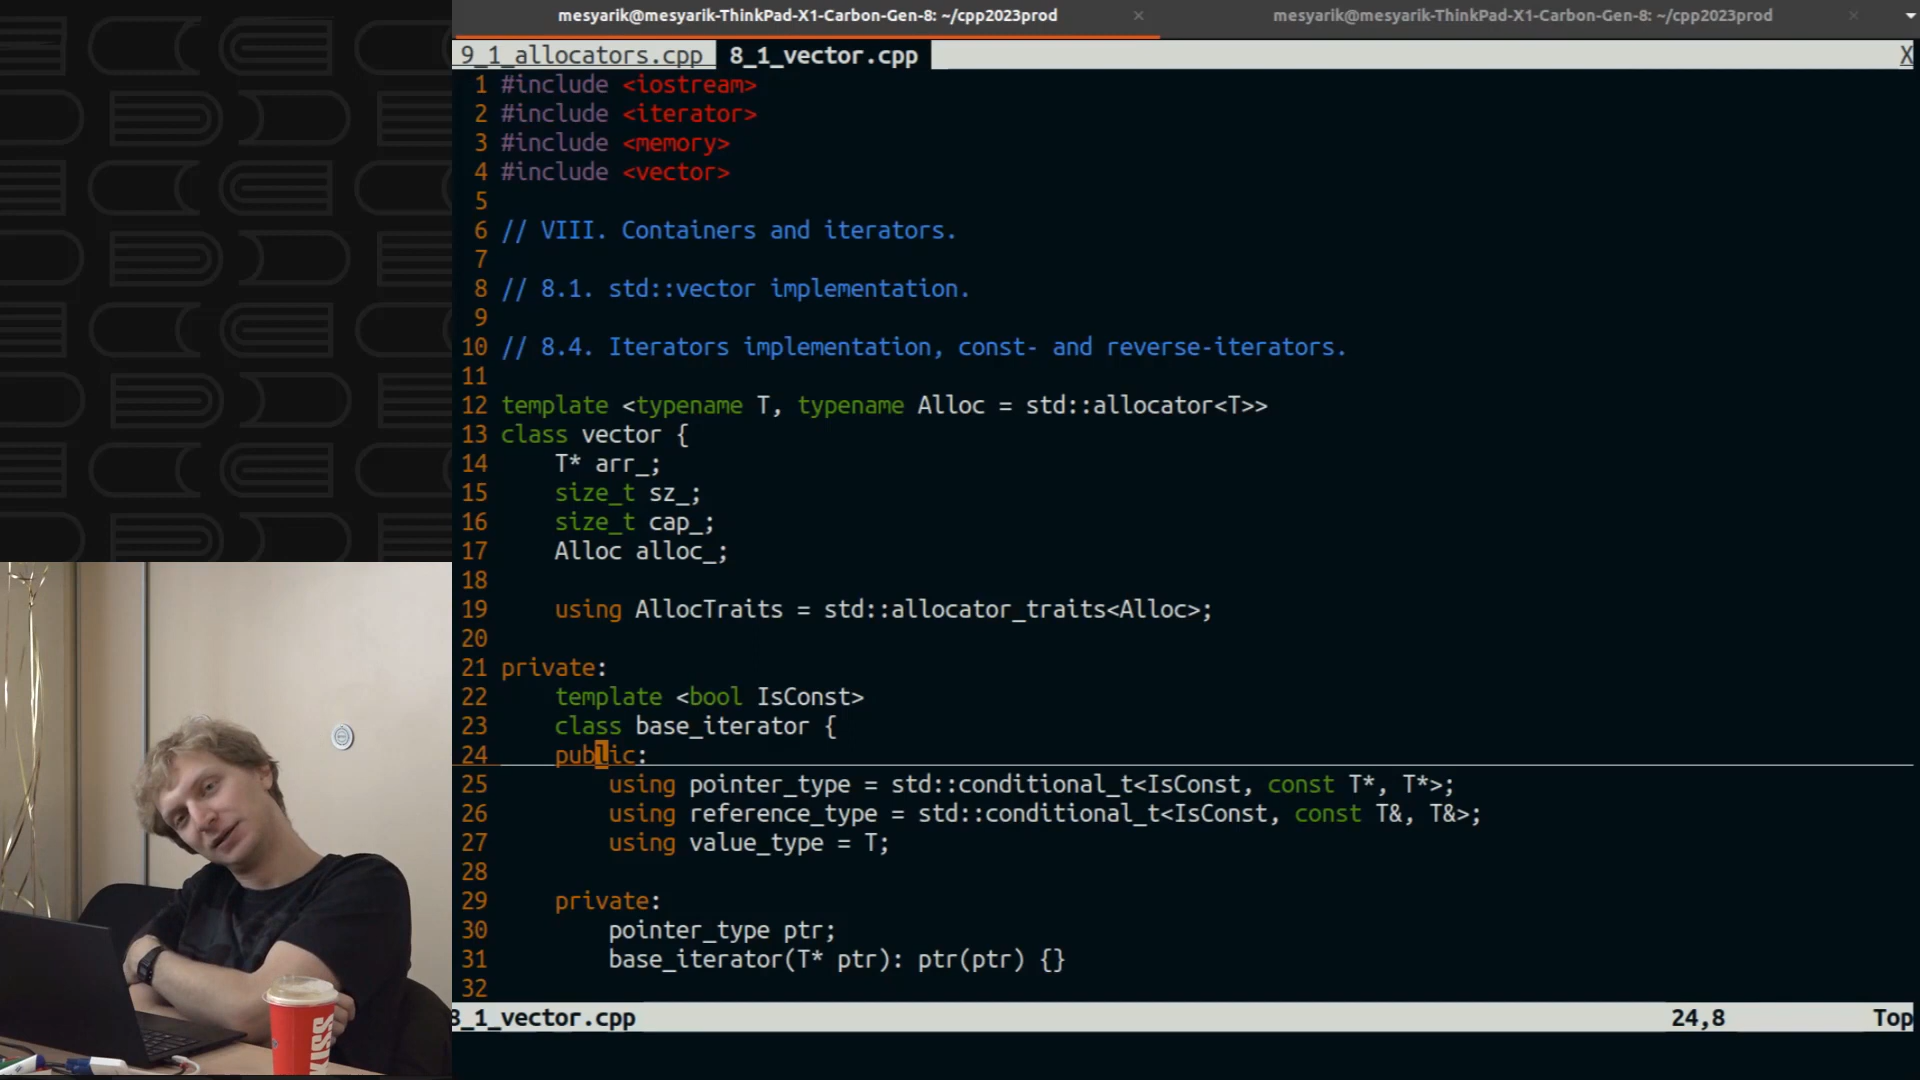 mesyarik@mesyarik-ThinkPad-X1-Carbon-Gen-8: ~/cpp2023prod × mesyarik@mesyarik-ThinkPad-X1-Carbon-Gen-8: ~/cpp2023prod ×
9_1_allocators.cpp 8_1_vector.cpp X
1 #include <iostream>
2 #include <iterator>
3 #include <memory>
4 #include <vector>
5
6 // VIII. Containers and iterators.
7
8 // 8.1. std::vector implementation.
9
10 // 8.4. Iterators implementation, const- and reverse-iterators.
11
12 template <typename T, typename Alloc = std::allocator<T>>
13 class vector {
14     T* arr_;
15     size_t sz_;
16     size_t cap_;
17     Alloc alloc_;
18
19     using AllocTraits = std::allocator_traits<Alloc>;
20
21 private:
22     template <bool IsConst>
23     class base_iterator {
24     public:
25         using pointer_type = std::conditional_t<IsConst, const T*, T*>;
26         using reference_type = std::conditional_t<IsConst, const T&, T&>;
27         using value_type = T;
28
29     private:
30         pointer_type ptr;
31         base_iterator(T* ptr): ptr(ptr) {}
32
8_1_vector.cpp 24,8 Top